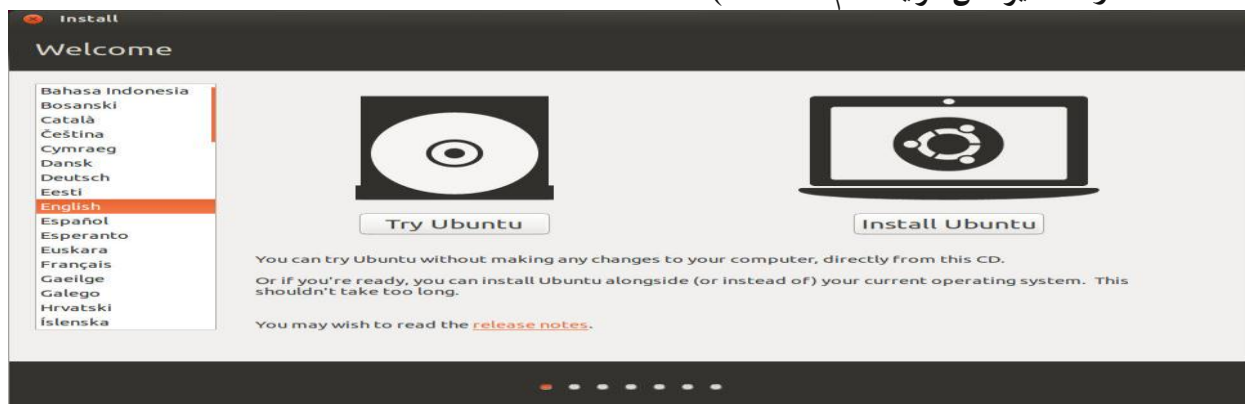 Install
Welcome
Bahasa Indonesia
Bosanski
Català
Čeština
Cymraeg
Dansk
Deutsch
Eesti
English
Español
Esperanto
Euskara
Français
Gaeilge
Galego
Hrvatski
Íslenska
Try Ubuntu
Install Ubuntu
You can try Ubuntu without making any changes to your computer, directly from this CD.
Or if you're ready, you can install Ubuntu alongside (or instead of) your current operating system. This
shouldn't take too long.
You may wish to read the release notes.